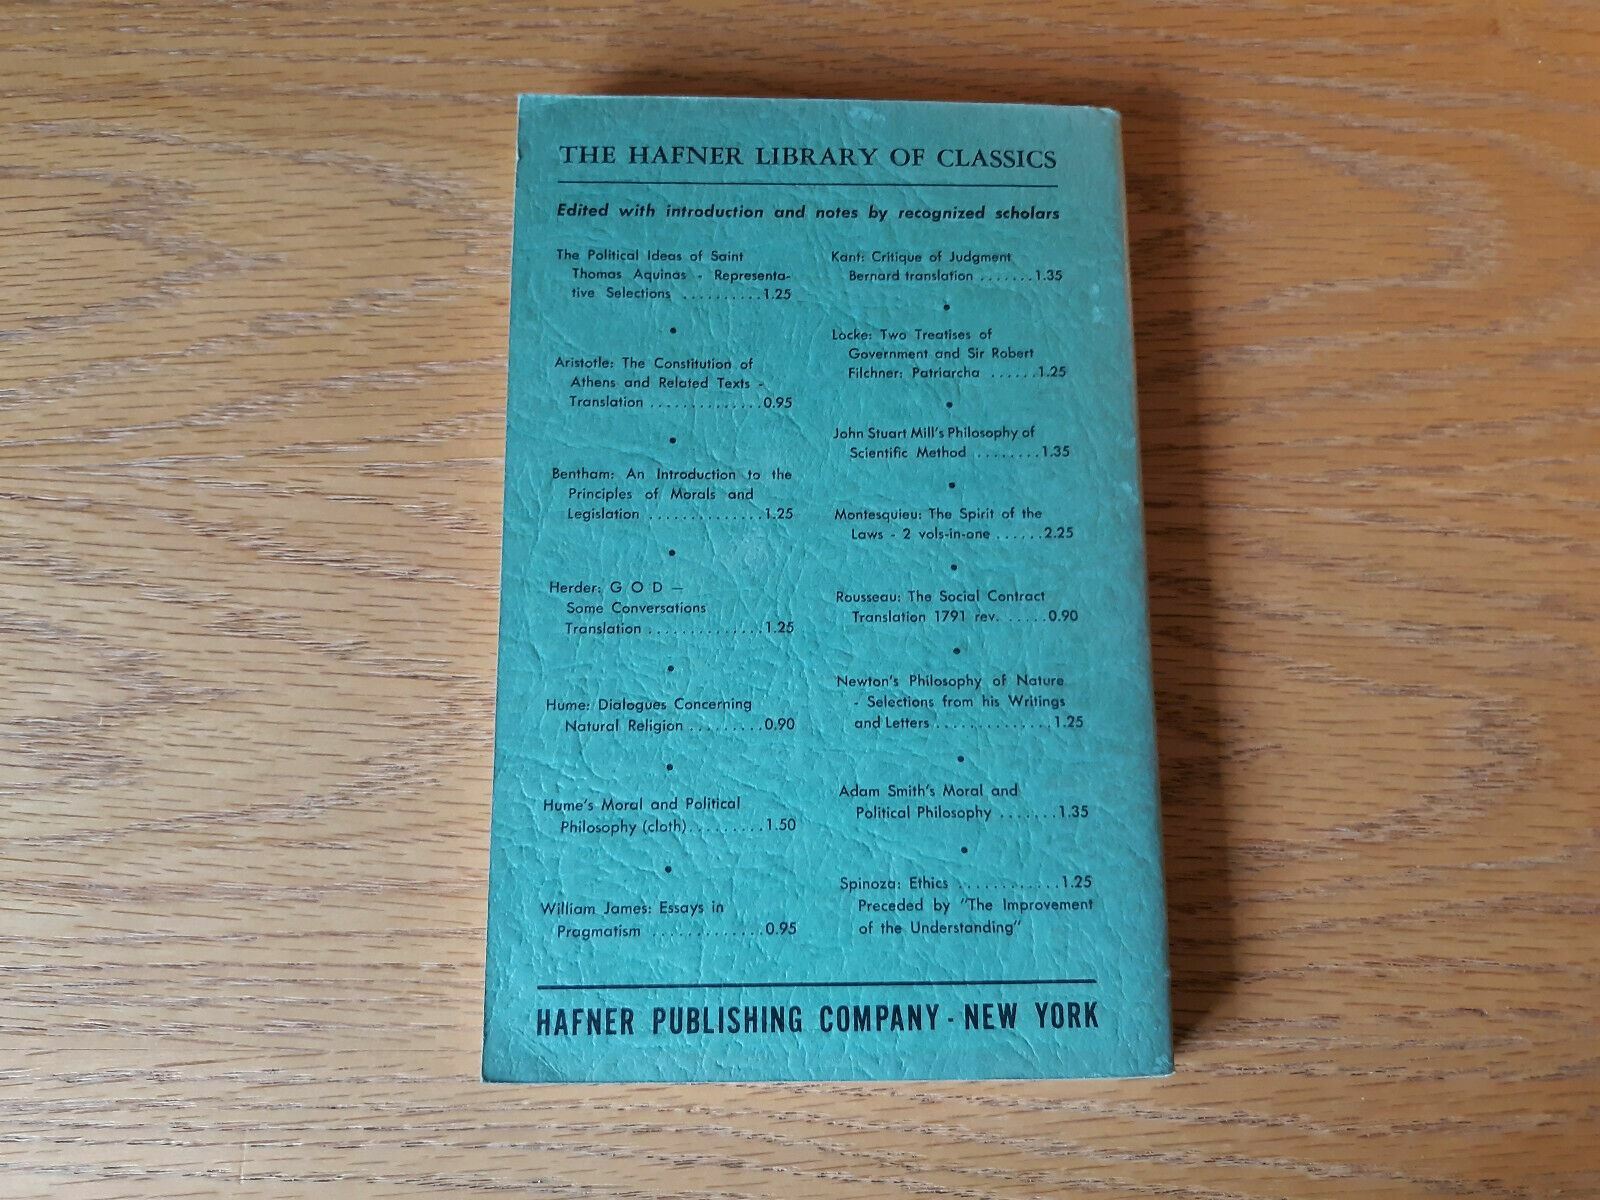 THE HAFNER LIBRARY OF CLASSICS
Edited with introduction and notes by recognized scholars
The Political Ideas of Saint
Thomas Aquinas - Representa-
tive Selections ..........1.25
•
Aristotle: The Constitution of
Athens and Related Texts -
Translation ..............0.95
•
Bentham: An Introduction to the
Principles of Morals and
Legislation ..............1.25
•
Herder: G O D —
Some Conversations
Translation ..............1.25
•
Hume: Dialogues Concerning
Natural Religion .........0.90
•
Hume's Moral and Political
Philosophy (cloth).........1.50
•
William James: Essays in
Pragmatism .............0.95
Kant: Critique of Judgment
Bernard translation .......1.35
•
Locke: Two Treatises of
Government and Sir Robert
Filchner: Patriarcha ......1.25
•
John Stuart Mill's Philosophy of
Scientific Method ........1.35
•
Montesquieu: The Spirit of the
Laws - 2 vols-in-one ......2.25
•
Rousseau: The Social Contract
Translation 1791 rev. ......0.90
•
Newton's Philosophy of Nature
- Selections from his Writings
and Letters ..............1.25
•
Adam Smith's Moral and
Political Philosophy .......1.35
•
Spinoza: Ethics ............1.25
Preceded by "The Improvement
of the Understanding"
HAFNER PUBLISHING COMPANY - NEW YORK